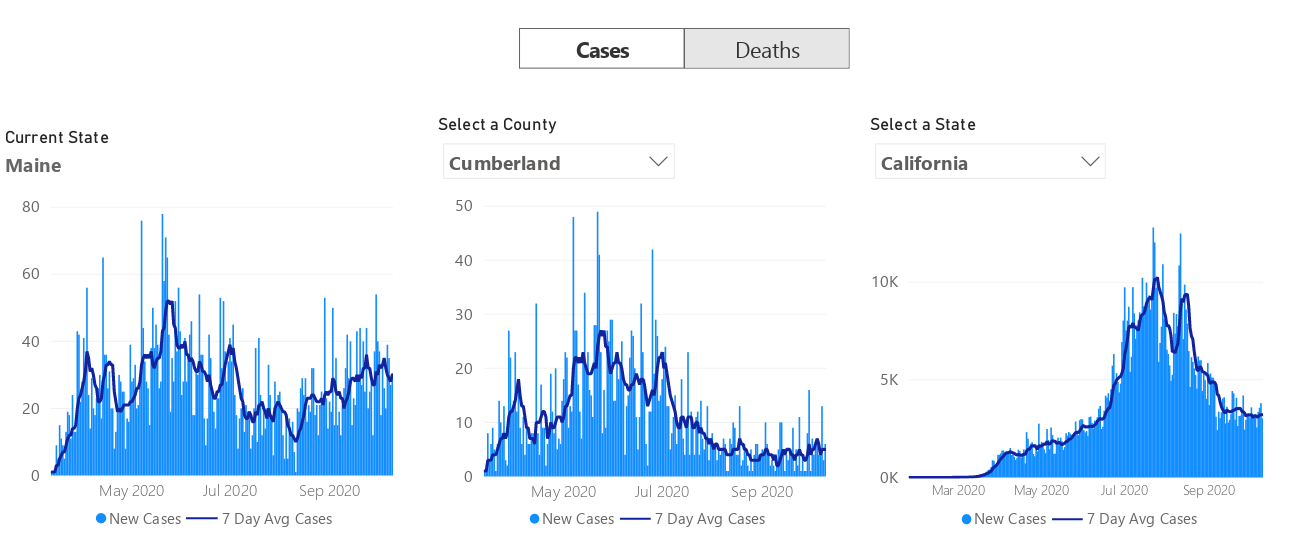 Cases Deaths
Current State
Maine
80
60
40
20
0
May 2020 Jul 2020 Sep 2020
New Cases 7 Day Avg Cases
Select a County
Cumberland
50
40
30
20
10
0
May 2020 Jul 2020 Sep 2020
New Cases 7 Day Avg Cases
Select a State
California
10K
5K
0K
Mar 2020 May 2020 Jul 2020 Sep 2020
New Cases 7 Day Avg Cases